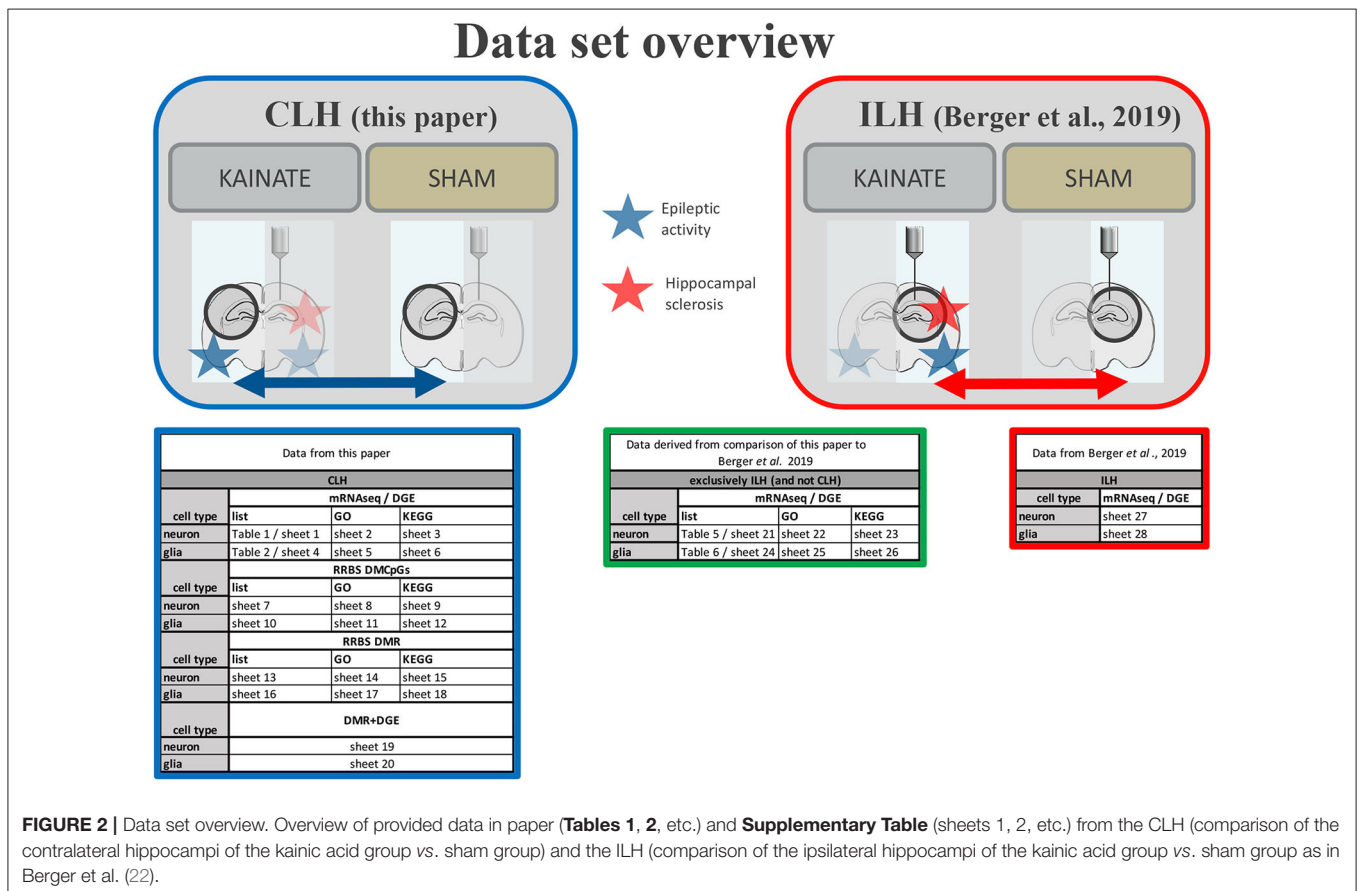 Data set overview
CLH (this paper)
KAINATE
SHAM
Epileptic
activity
Hippocampal
sclerosis
ILH (Berger et al., 2019)
KAINATE
SHAM
Data from this paper
CLH
mRNAseq / DGE
cell type list GO KEGG
neuron Table 1 / sheet 1 sheet 2 sheet 3
glia Table 2 / sheet 4 sheet 5 sheet 6
RRBS DMCpGs
cell type list GO KEGG
neuron sheet 7 sheet 8 sheet 9
glia sheet 10 sheet 11 sheet 12
RRBS DMR
cell type list GO KEGG
neuron sheet 13 sheet 14 sheet 15
glia sheet 16 sheet 17 sheet 18
cell type DMR+DGE
neuron sheet 19
glia sheet 20
Data derived from comparison of this paper to
Berger et al. 2019
exclusively ILH (and not CLH)
mRNAseq / DGE
cell type list GO KEGG
neuron Table 5 / sheet 21 sheet 22 sheet 23
glia Table 6 / sheet 24 sheet 25 sheet 26
Data from Berger et al., 2019
ILH
cell type mRNAseq / DGE
neuron sheet 27
glia sheet 28
FIGURE 2 | Data set overview. Overview of provided data in paper (Tables 1, 2, etc.) and Supplementary Table (sheets 1, 2, etc.) from the CLH (comparison of the
contralateral hippocampi of the kainic acid group vs. sham group) and the ILH (comparison of the ipsilateral hippocampi of the kainic acid group vs. sham group as in
Berger et al. (22).